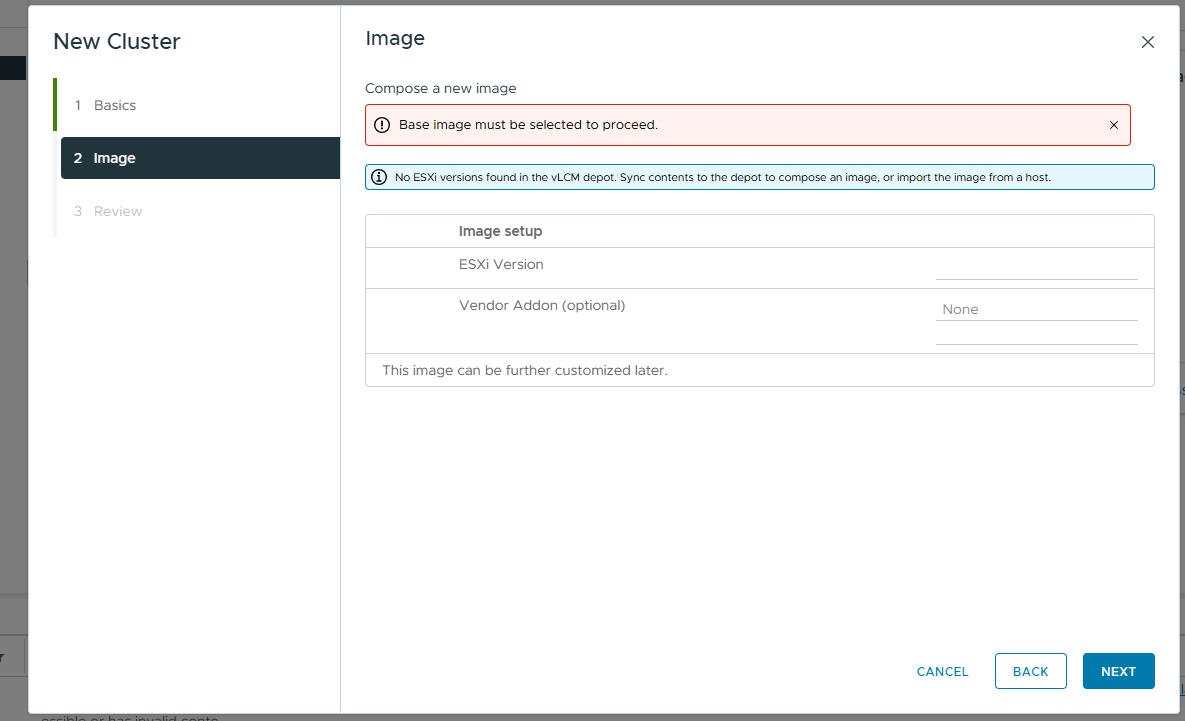 New Cluster
1 Basics
2 Image
3 Review
Image
Compose a new image
Base image must be selected to proceed.
No ESXi versions found in the vLCM depot. Sync contents to the depot to compose an image, or import the image from a host.
Image setup
ESXi Version
Vendor Addon (optional)
None
This image can be further customized later.
CANCEL
BACK
NEXT